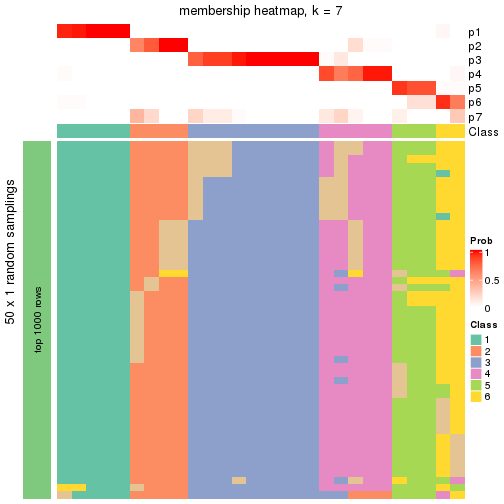 membership heatmap, k = 7
p1
p2
p3
p4
p5
p6
p7
Class
50 x 1 random samplings
top 1000 rows
Prob
1
0.5
0
Class
1
2
3
4
5
6